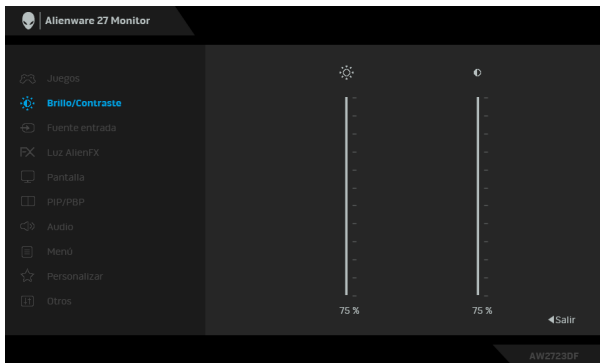 Alienware 27 Monitor
Juegos
Brillo/Contraste
Fuente entrada
FX Luz AlienFX
Pantalla
PIP/PBP
Audio
Menú
Personalizar
Otros
75 % 75 %
Salir
AW2723DF